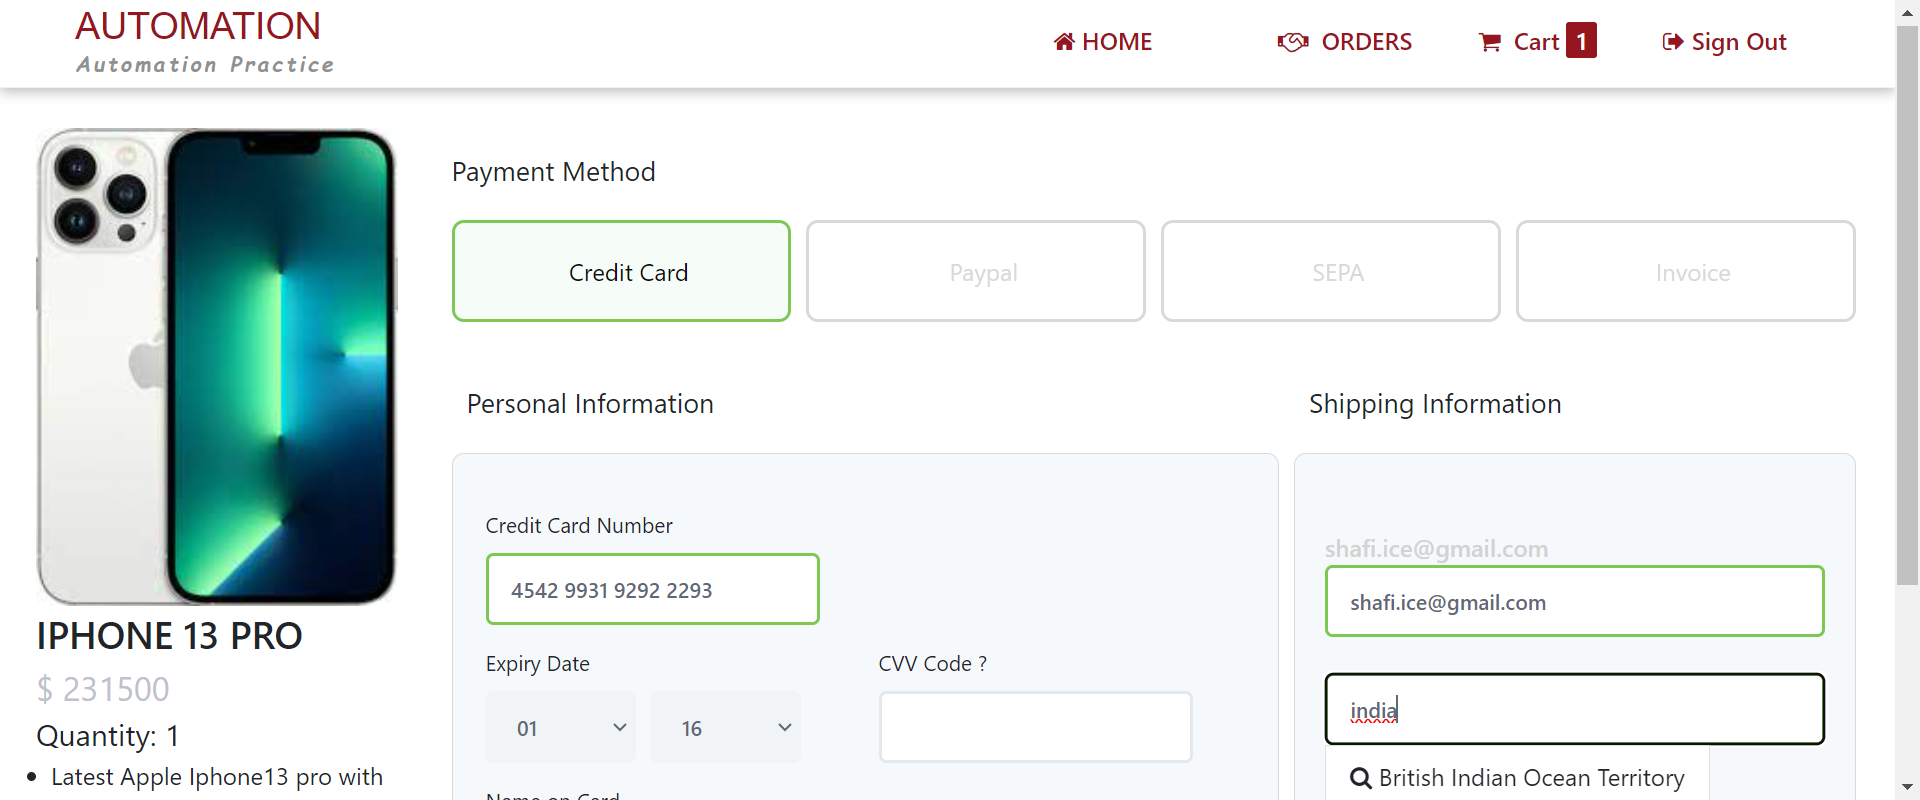 AUTOMATION
Automation Practice
HOME
ORDERS
Cart 1
Sign Out
Payment Method
Credit Card
Paypal
SEPA
Invoice
IPHONE 13 PRO
$ 231500
Quantity: 1
Latest Apple Iphone13 pro with
Personal Information
Credit Card Number
4542 9931 9292 2293
Expiry Date
CVV Code ?
01
16
Name on Card
Shipping Information
shafi.ice@gmail.com
shafi.ice@gmail.com
india
British Indian Ocean Territory